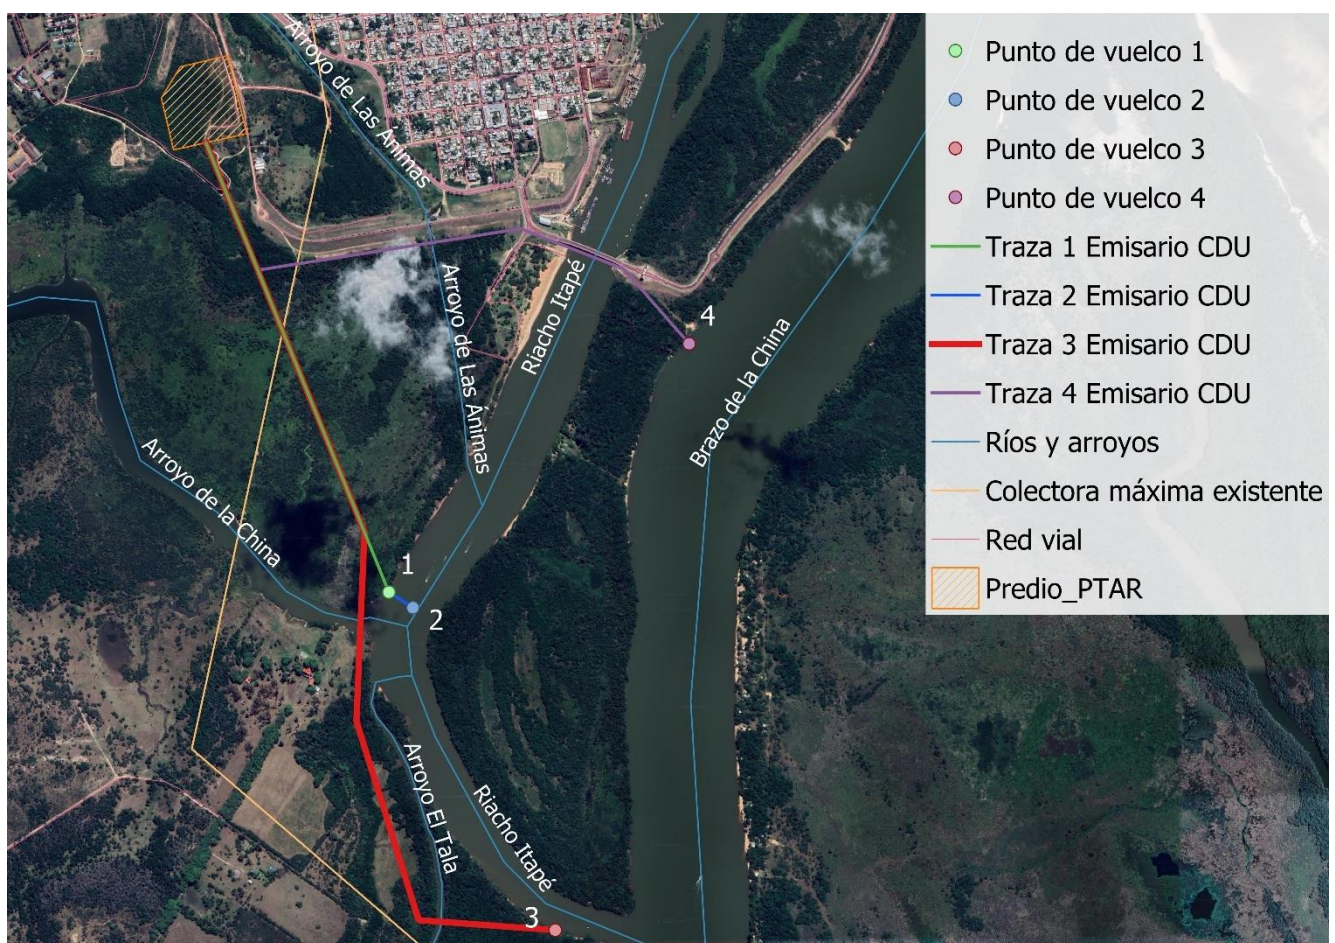 Arroyo de Las Ánimas
Punto de vuelco 1
Punto de vuelco 2
Punto de vuelco 3
Punto de vuelco 4
Traza 1 Emisario CDU
Traza 2 Emisario CDU
Traza 3 Emisario CDU
Traza 4 Emisario CDU
Ríos y arroyos
Colectora máxima existente
Red vial
Predio_PTAR
Arroyo de Las Ánimas
Riacho Itapé
4
Brazo de la China
Arroyo de la China
1
2
Arroyo El Tala
Riacho Itapé
3